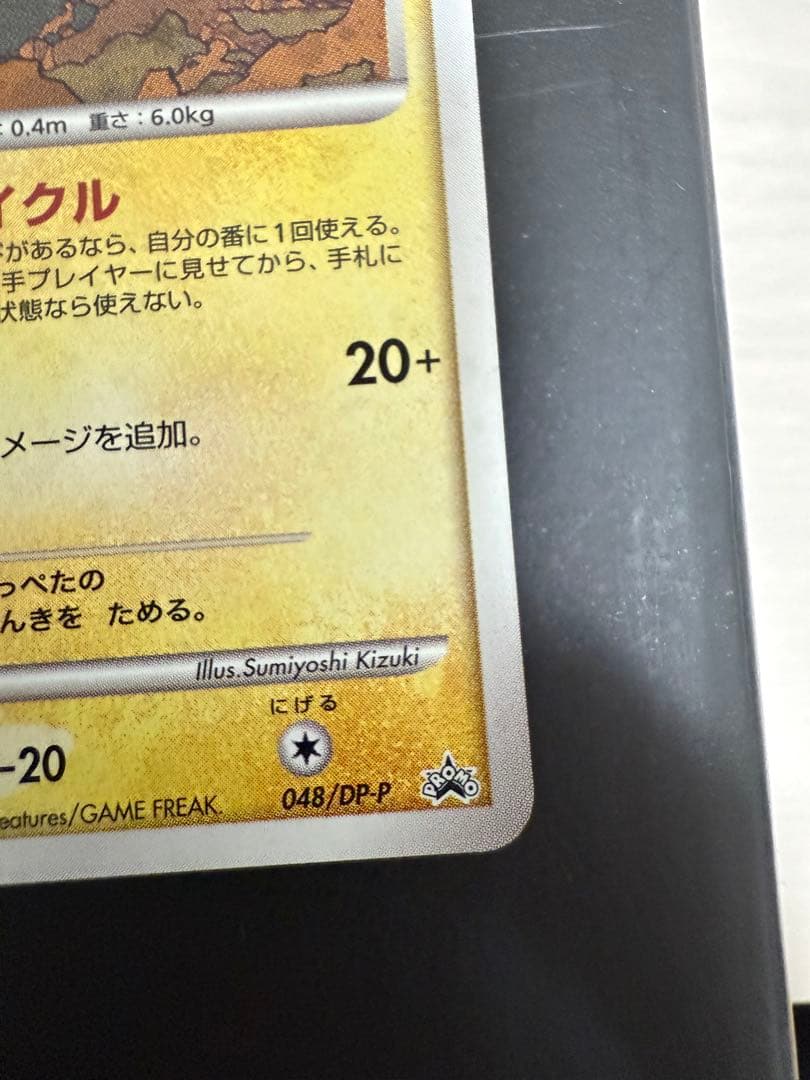 : 0.4m 重さ : 6.0kg
イクル
があるなら、自分の番に1回使える。
手プレイヤーに見せてから、手札に
状態なら使えない。
20+
メージを追加。
っぺたの
んきを ためる。
Illus.Sumiyoshi Kizuki
にげる
-20
048/DP-P
PROMO
eatures/GAME FREAK.